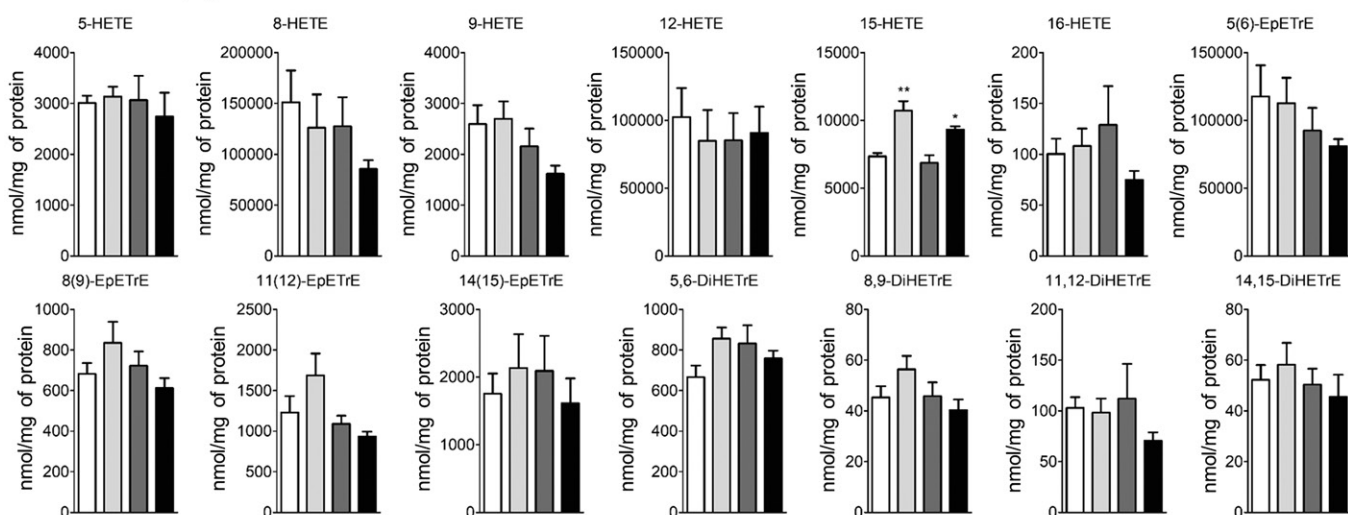 5-HETE
8-HETE
9-HETE
12-HETE
15-HETE
16-HETE
5(6)-EpETrE
nmol/mg of protein
4000
3000
2000
1000
0
nmol/mg of protein
200000
150000
100000
50000
0
nmol/mg of protein
4000
3000
2000
1000
0
nmol/mg of protein
150000
100000
50000
0
nmol/mg of protein
15000
10000
5000
0
**
*
nmol/mg of protein
200
150
100
50
0
nmol/mg of protein
150000
100000
50000
0
8(9)-EpETrE
11(12)-EpETrE
14(15)-EpETrE
5,6-DiHETrE
8,9-DiHETrE
11,12-DiHETrE
14,15-DiHETrE
nmol/mg of protein
1000
800
600
400
200
0
nmol/mg of protein
2500
2000
1500
1000
500
0
nmol/mg of protein
3000
2000
1000
0
nmol/mg of protein
1000
800
600
400
200
0
nmol/mg of protein
80
60
40
20
0
nmol/mg of protein
200
150
100
50
0
nmol/mg of protein
80
60
40
20
0